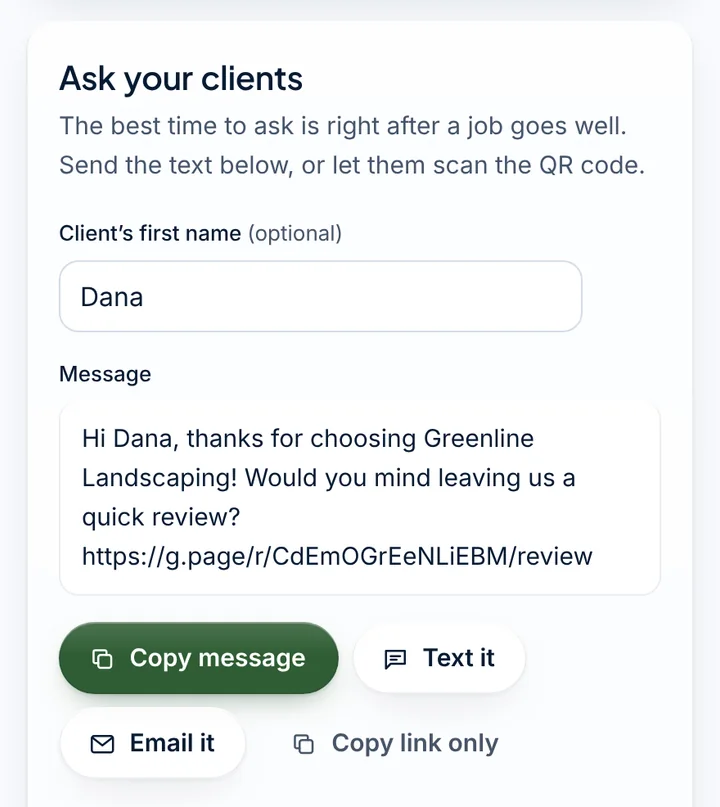 Ask your clients
The best time to ask is right after a job goes well.
Send the text below, or let them scan the QR code.
Client’s first name (optional)
Dana
Message
Hi Dana, thanks for choosing Greenline
Landscaping! Would you mind leaving us a
quick review?
https://g.page/r/CdEmOGrEeNLiEBM/review
Copy message
Text it
Email it
Copy link only